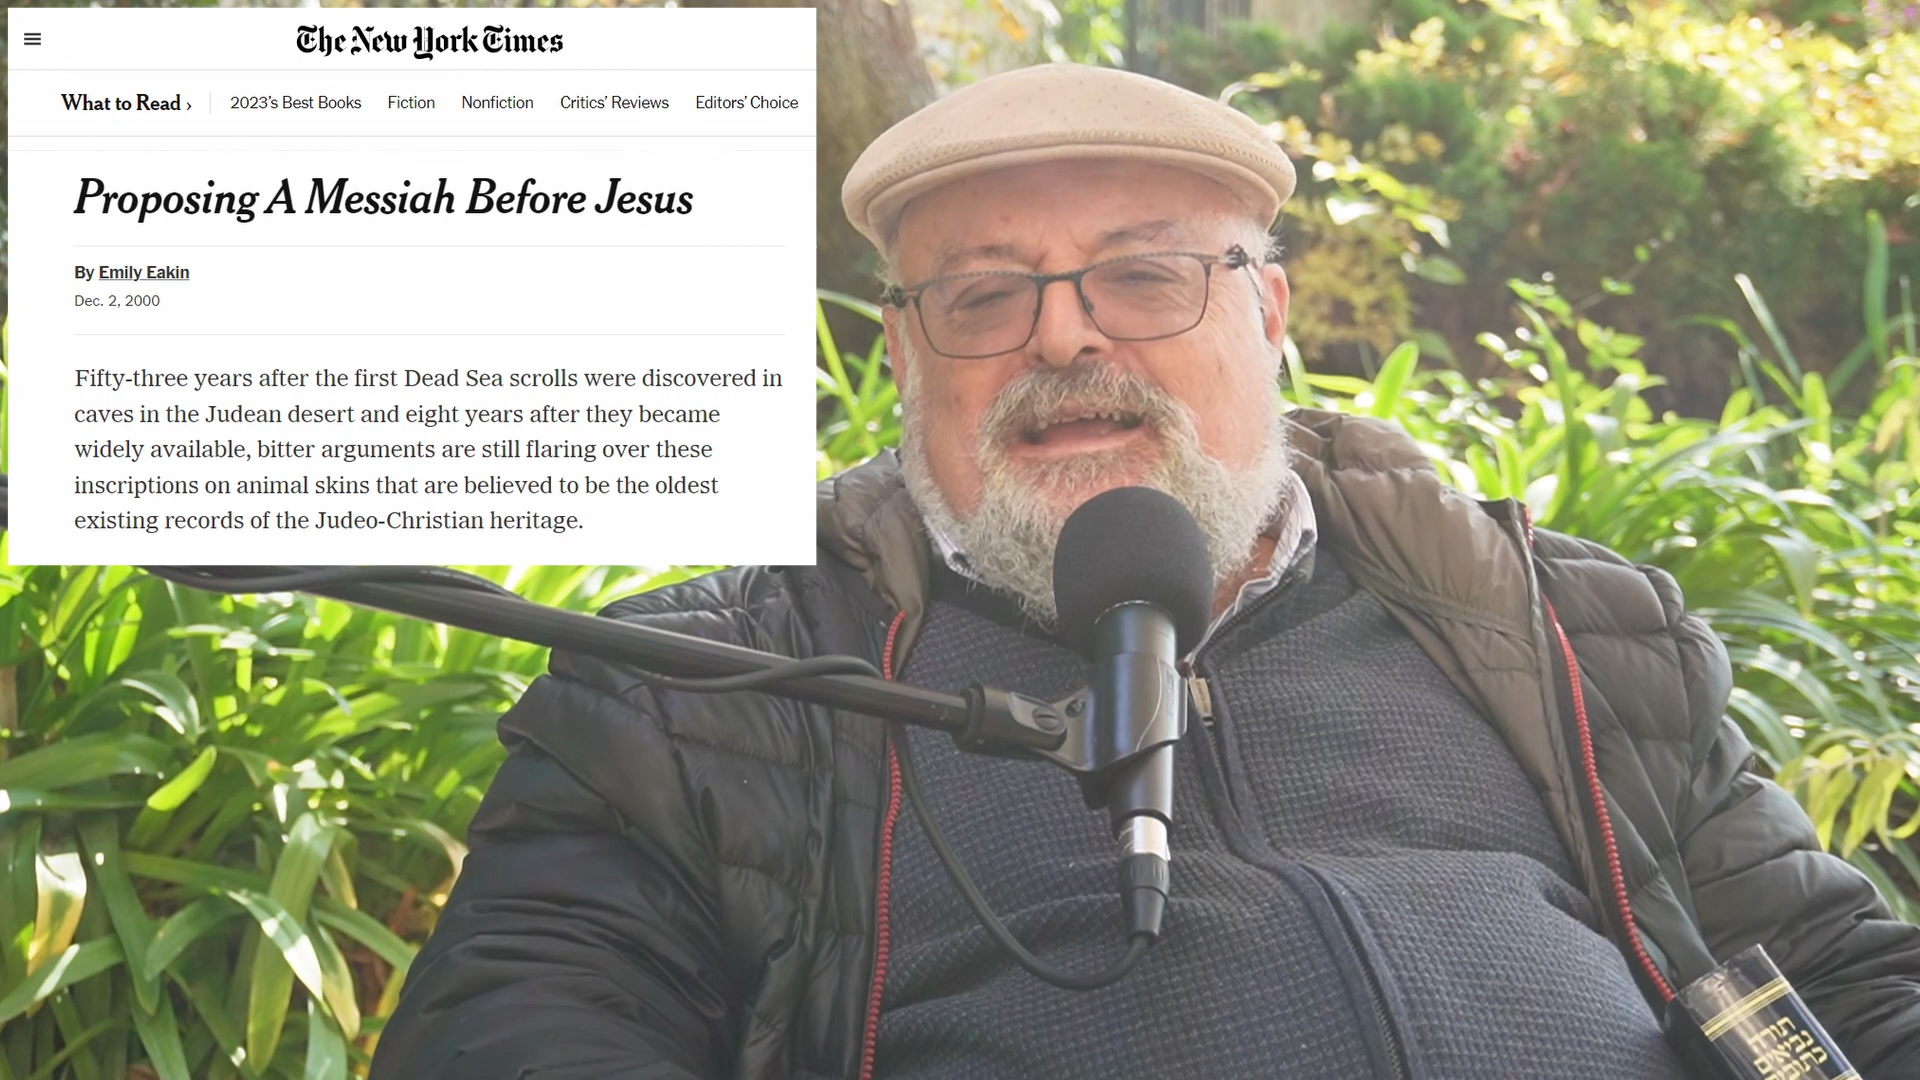 The New York Times
What to Read ›
2023's Best Books
Fiction
Nonfiction
Critics' Reviews
Editors' Choice
Proposing A Messiah Before Jesus
By Emily Eakin
Dec. 2, 2000
Fifty-three years after the first Dead Sea scrolls were discovered in
caves in the Judean desert and eight years after they became
widely available, bitter arguments are still flaring over these
inscriptions on animal skins that are believed to be the oldest
existing records of the Judeo-Christian heritage.
תורה
נביאים
כתובים